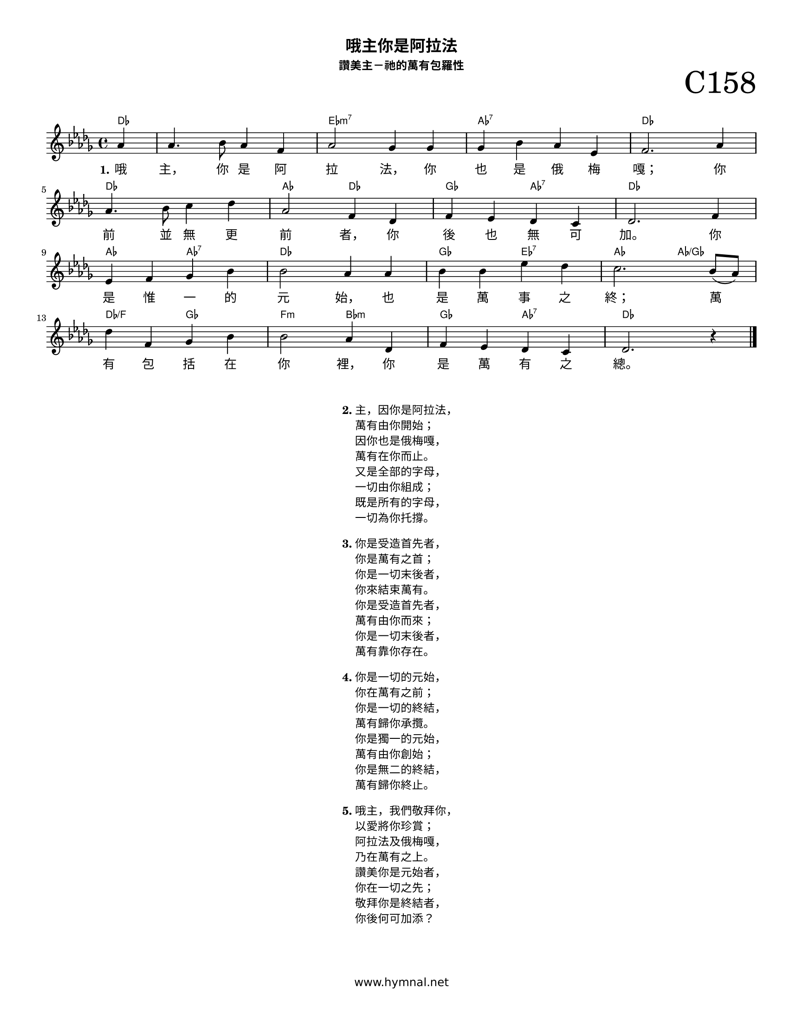 哦主你是阿拉法
讚美主－祂的萬有包羅性
C158
D♭ E♭m7 A♭7 D♭
1. 哦 主， 你 是 阿 拉 法， 你 也 是 俄 梅 嘎； 你
5 D♭ A♭ D♭ G♭ A♭7 D♭
前 並 無 更 前 者， 你 後 也 無 可 加。 你
9 A♭ A♭7 D♭ G♭ E♭7 A♭ A♭/G♭
是 惟 一 的 元 始， 也 是 萬 事 之 終； 萬
13 D♭/F G♭ Fm B♭m G♭ A♭7 D♭
有 包 括 在 你 裡， 你 是 萬 有 之 總。
2. 主，因你是阿拉法，
萬有由你開始；
因你也是俄梅嘎，
萬有在你而止。
又是全部的字母，
一切由你組成；
既是所有的字母，
一切為你托撐。
3. 你是受造首先者，
你是萬有之首；
你是一切末後者，
你來結束萬有。
你是受造首先者，
萬有由你而來；
你是一切末後者，
萬有靠你存在。
4. 你是一切的元始，
你在萬有之前；
你是一切的終結，
萬有歸你承攬。
你是獨一的元始，
萬有由你創始；
你是無二的終結，
萬有歸你終止。
5. 哦主，我們敬拜你，
以愛將你珍賞；
阿拉法及俄梅嘎，
乃在萬有之上。
讚美你是元始者，
你在一切之先；
敬拜你是終結者，
你後何可加添？
www.hymnal.net